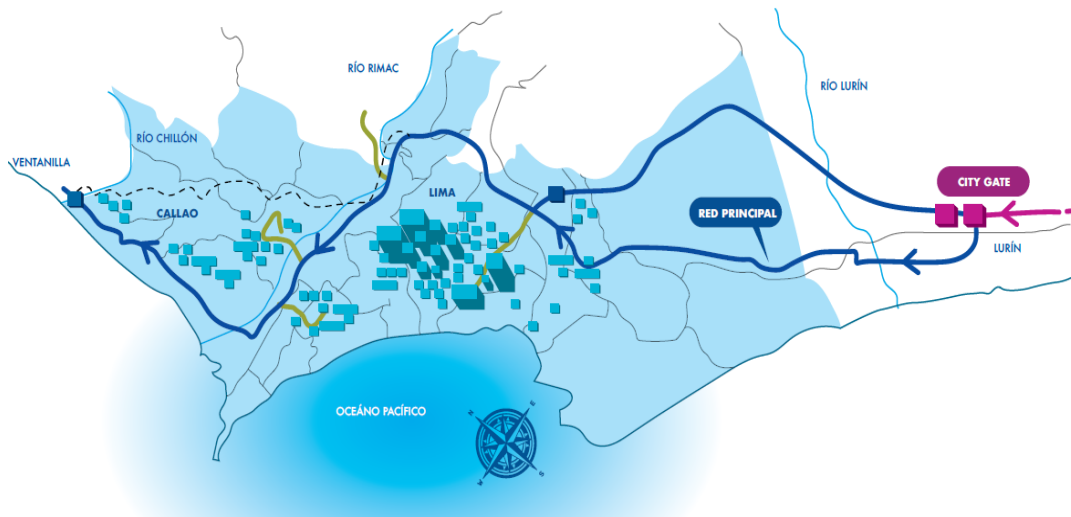 RÍO RIMAC
RÍO LURÍN
RÍO CHILLÓN
VENTANILLA
CITY GATE
LIMA
CALLAO
RED PRINCIPAL
LURÍN
OCEÁNO PACÍFICO
N
E
S